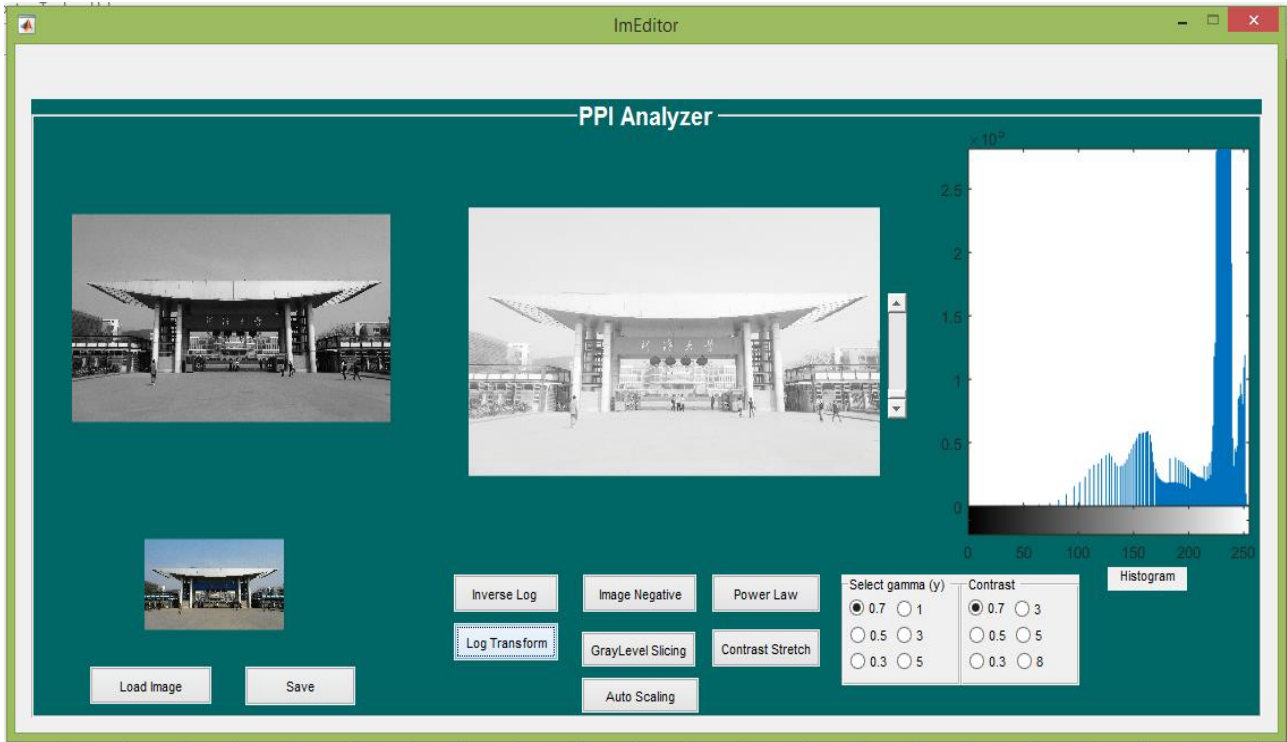 ImEditor
PPI Analyzer
2.5
2
1.5
1
0.5
0
0 50 100 150 200 250
Histogram
Inverse Log
Image Negative
Power Law
Log Transform
GrayLevel Slicing
Contrast Stretch
Auto Scaling
Select gamma (y)
0.7 1
0.5 3
0.3 5
Contrast
0.7 3
0.5 5
0.3 8
Load Image
Save